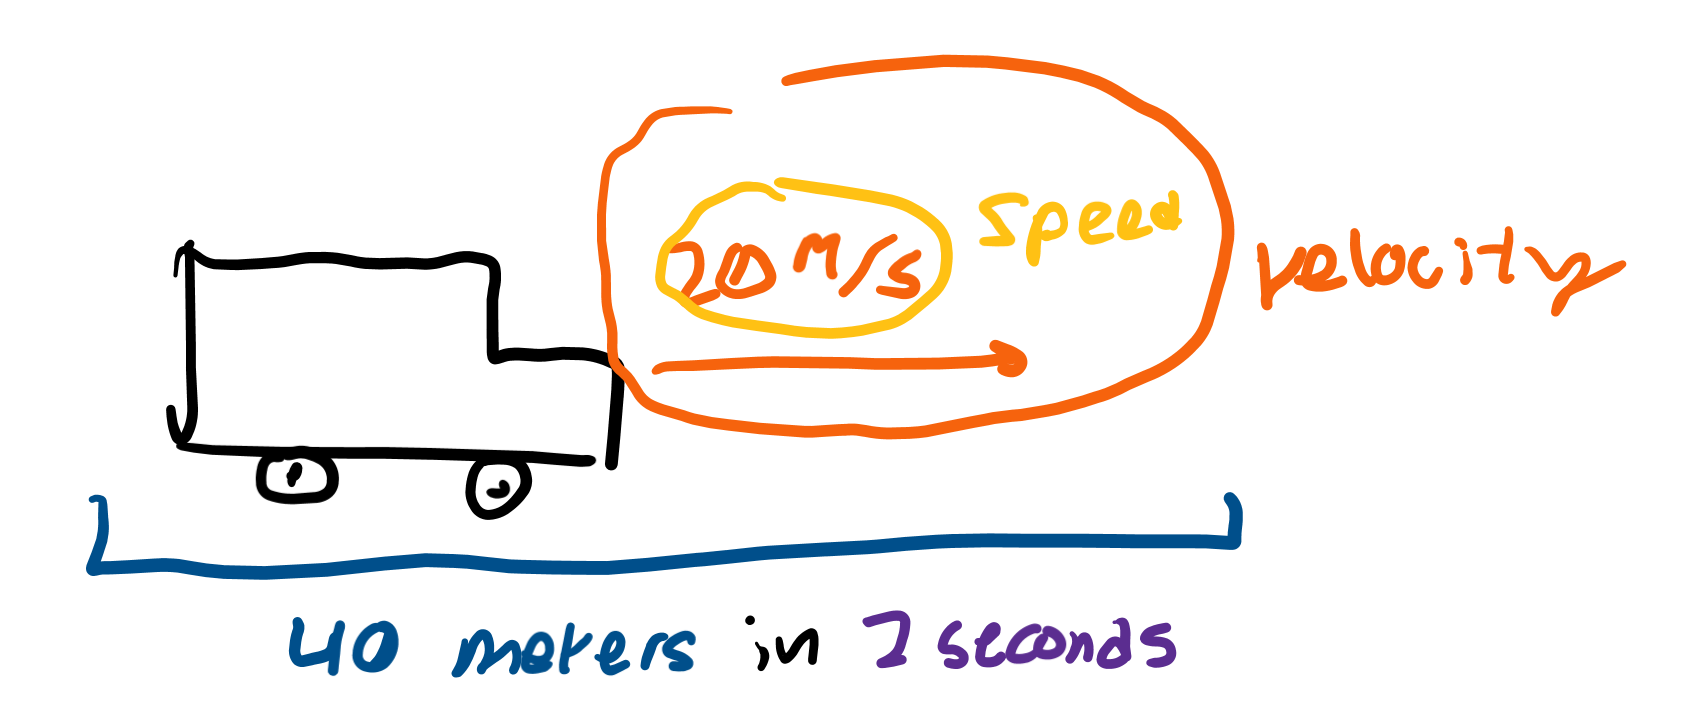 speed
20 m/s
velocity
40 meters in 2 seconds